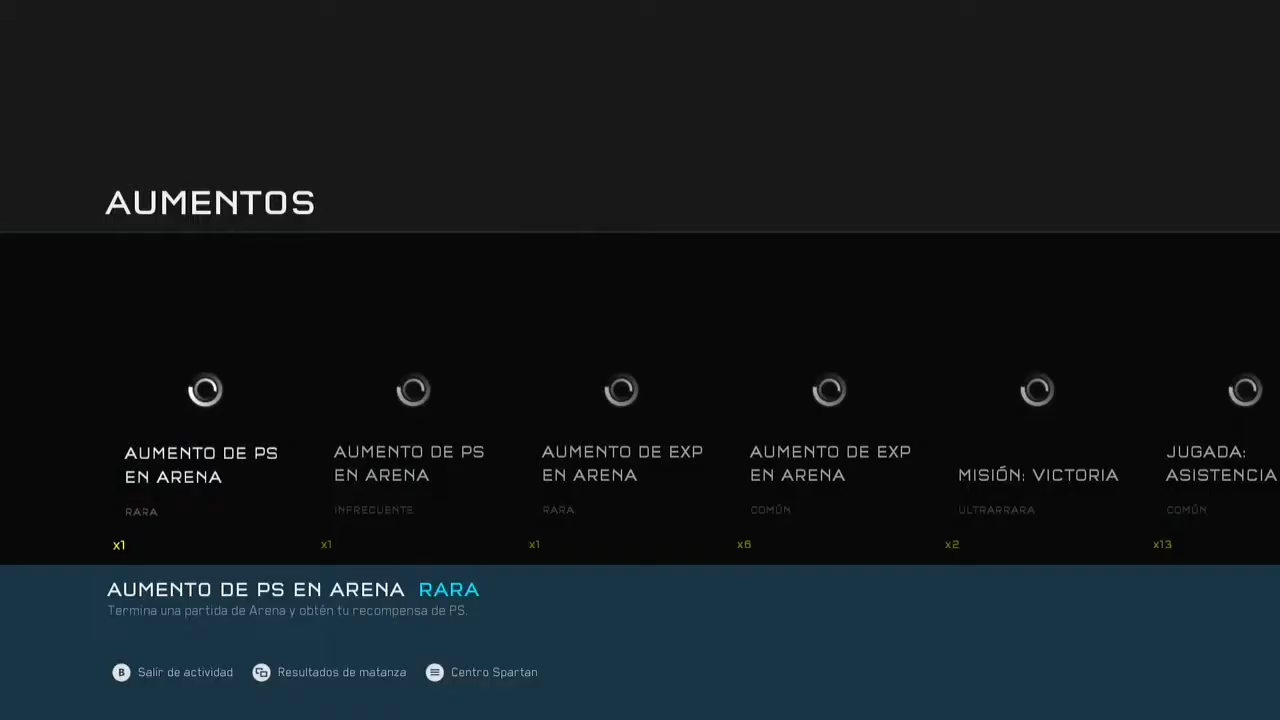 AUMENTOS
AUMENTO DE PS
EN ARENA
RARA
x1
AUMENTO DE PS
EN ARENA
INFRECUENTE
x1
AUMENTO DE EXP
EN ARENA
RARA
x1
AUMENTO DE EXP
EN ARENA
COMÚN
x6
MISIÓN: VICTORIA
ULTRARRARA
x2
JUGADA:
ASISTENCIA
COMÚN
x13
AUMENTO DE PS EN ARENA RARA
Termina una partida de Arena y obtén tu recompensa de PS.
B Salir de actividad Resultados de matanza Centro Spartan